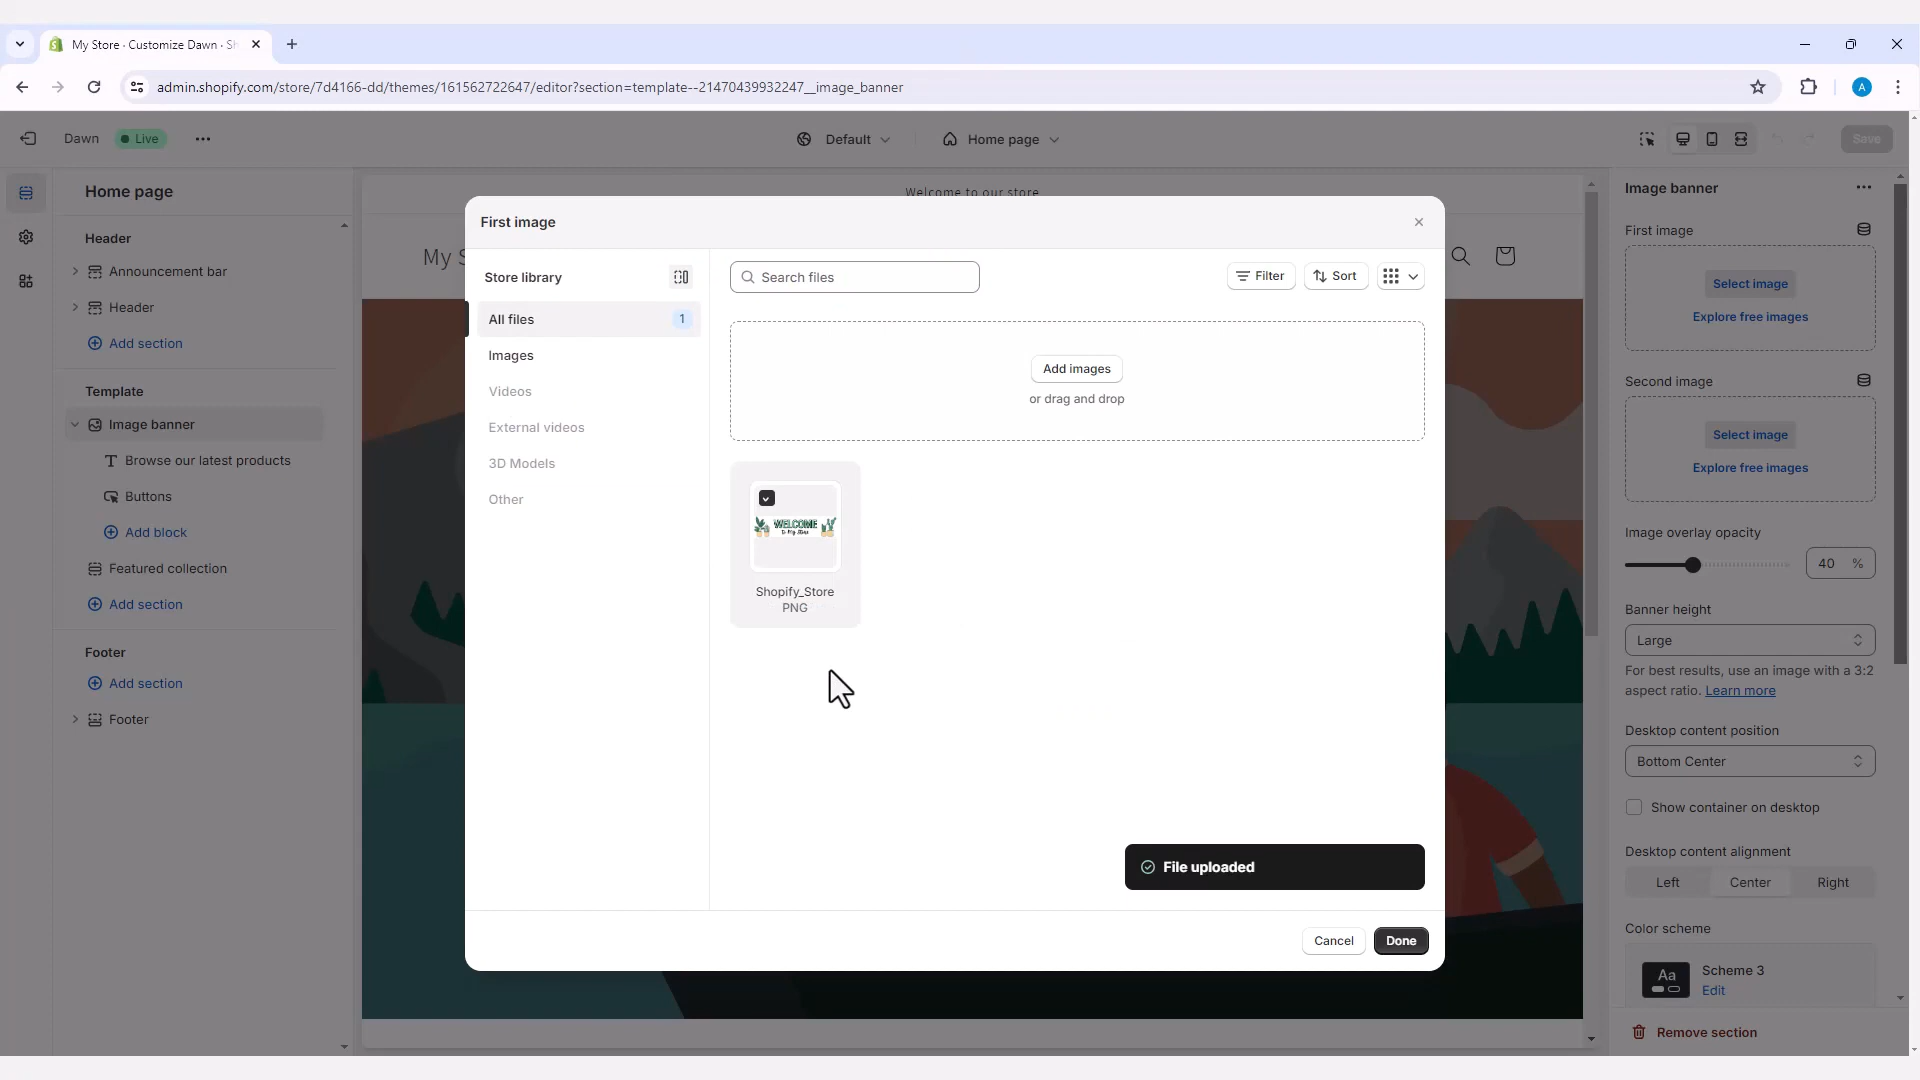 My Store · Customize Dawn · Sh
admin.shopify.com/store/7d4166-dd/themes/161562722647/editor?section=template--21470439932247__image_banner
A
Dawn
Live
Default
Home page
Save
Home page
Header
Announcement bar
Header
Add section
Template
Image banner
Browse our latest products
Buttons
Add block
Featured collection
Add section
Footer
Add section
Footer
Welcome to our store
My S
First image
Store library
All files
1
Images
Videos
External videos
3D Models
Other
Search files
Filter
Sort
Add images
or drag and drop
WELCOME
To My Store
Shopify_Store
PNG
File uploaded
Cancel
Done
Image banner
First image
Select image
Explore free images
Second image
Select image
Explore free images
Image overlay opacity
40 %
Banner height
Large
For best results, use an image with a 3:2
aspect ratio. Learn more
Desktop content position
Bottom Center
Show container on desktop
Desktop content alignment
Left
Center
Right
Color scheme
Aa
Scheme 3
Edit
Remove section